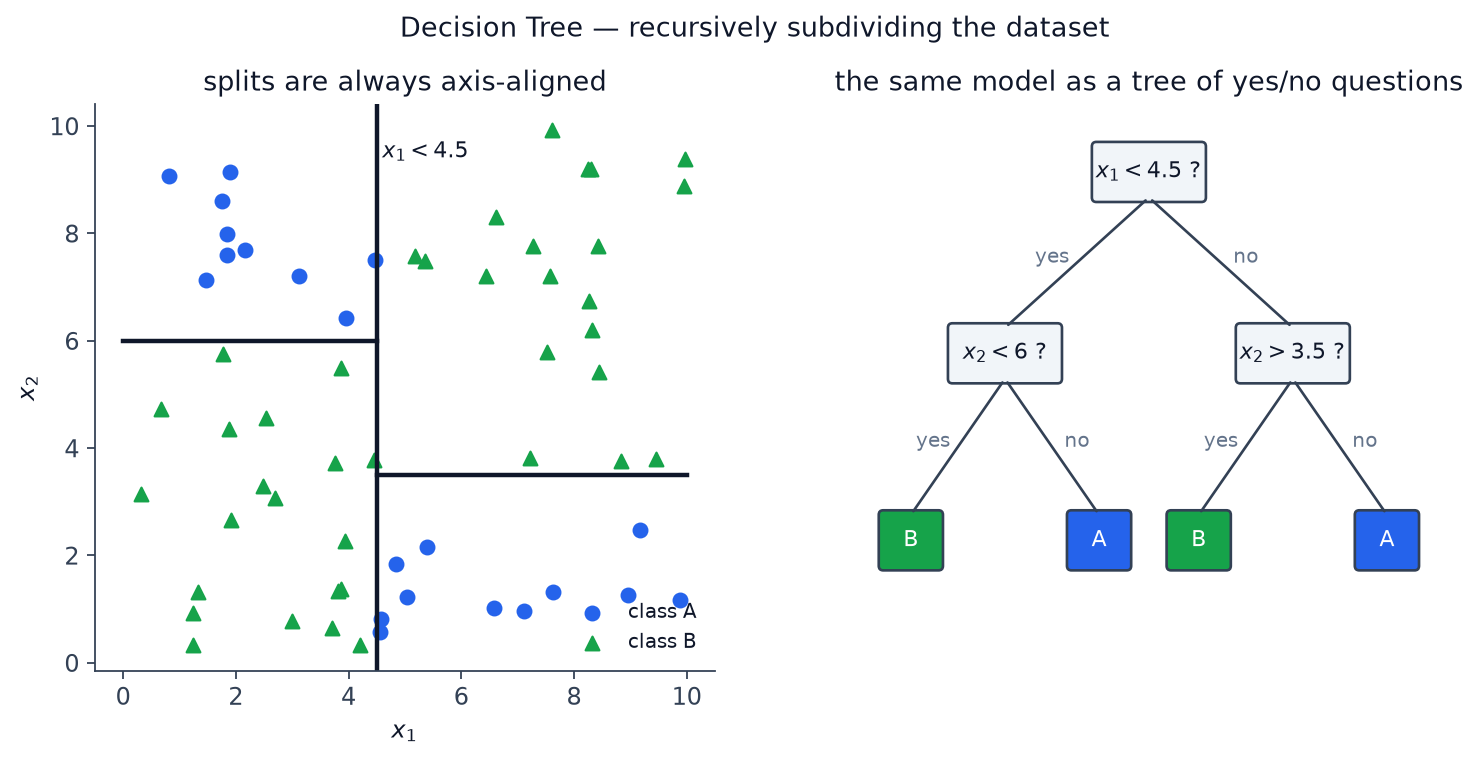 Decision Tree — recursively subdividing the dataset
splits are always axis-aligned
x₁ < 4.5
10
8
6
4
2
0
x₂
0 2 4 6 8 10
x₁
class A
class B
the same model as a tree of yes/no questions
x₁ < 4.5 ?
yes no
x₂ < 6 ? x₂ > 3.5 ?
yes no yes no
B A B A